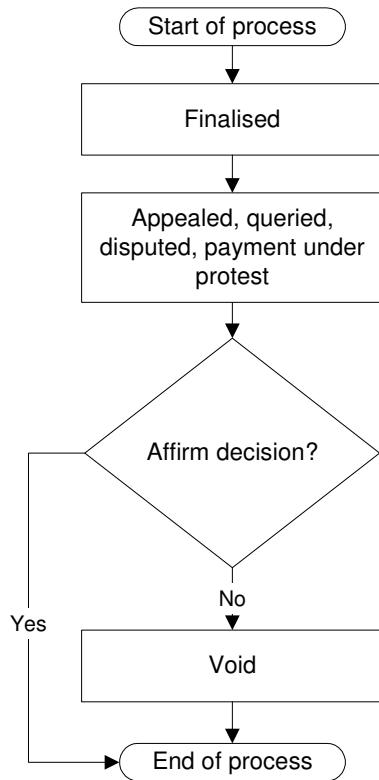 Start of process
Finalised
Appealed, queried,
disputed, payment under
protest
Affirm decision?
No
Yes
Void
End of process